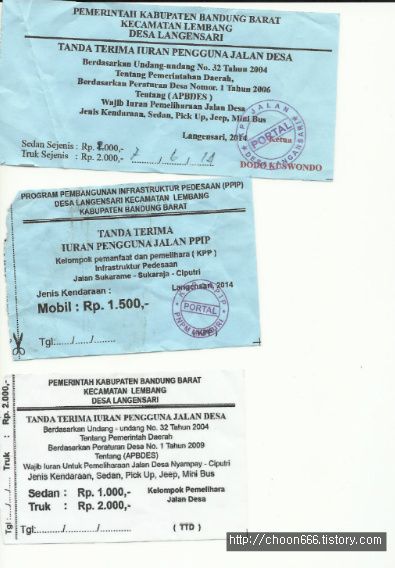 PEMERINTAH KABUPATEN BANDUNG BARAT
KECAMATAN LEMBANG
DESA LANGENSARI
TANDA TERIMA IURAN PENGGUNA JALAN DESA
Berdasarkan Undang-undang No. 32 Tahun 2004
Tentang Pemerintahan Daerah,
Berdasarkan Peraturan Desa Nomor. 1 Tahun 2006
Tentang (APBDES)
Wajib Iuran Pemeliharaan Jalan Desa
Jenis Kendaraan, Sedan, Pick Up, Jeep, Mini Bus
Langensari, 2014
Sedan Sejenis : Rp. 2.000,- Ketua
Truk Sejenis : Rp. 2.000,-
PORTAL
DODO KUSWONDO
PROGRAM PEMBANGUNAN INFRASTRUKTUR PEDESAAN (PPIP)
DESA LANGENSARI KECAMATAN LEMBANG
KABUPATEN BANDUNG BARAT
TANDA TERIMA
IURAN PENGGUNA JALAN PPIP
Kelompok pemanfaat dan pemelihara ( KPP )
Infrastruktur Pedesaan
Jalan Sukarame - Sukaraja - Ciputri
Langensari, 2014
Jenis Kendaraan :
Mobil : Rp. 1.500,-
PORTAL
Tgl:....../....../.......
PEMERINTAH KABUPATEN BANDUNG BARAT
KECAMATAN LEMBANG
DESA LANGENSARI
TANDA TERIMA IURAN PENGGUNA JALAN DESA
Berdasarkan Undang - undang No. 32 Tahun 2004
Tentang Pemerintah Daerah
Berdasarkan Peraturan Desa No. 1 Tahun 2009
Tentang (APBDES)
Wajib Iuran Untuk Pemeliharaan Jalan Desa Nyampay - Ciputri
Jenis Kendaraan, Sedan, Pick Up, Jeep, Mini Bus
Sedan : Rp. 1.000,- Kelompok Pemelihara
Truk : Rp. 2.000,- Jalan Desa
Tgl:............/............/............ ( TTD )
Truk : Rp. 2.000,-
Tgl :....../....../......
http://choon666.tistory.com